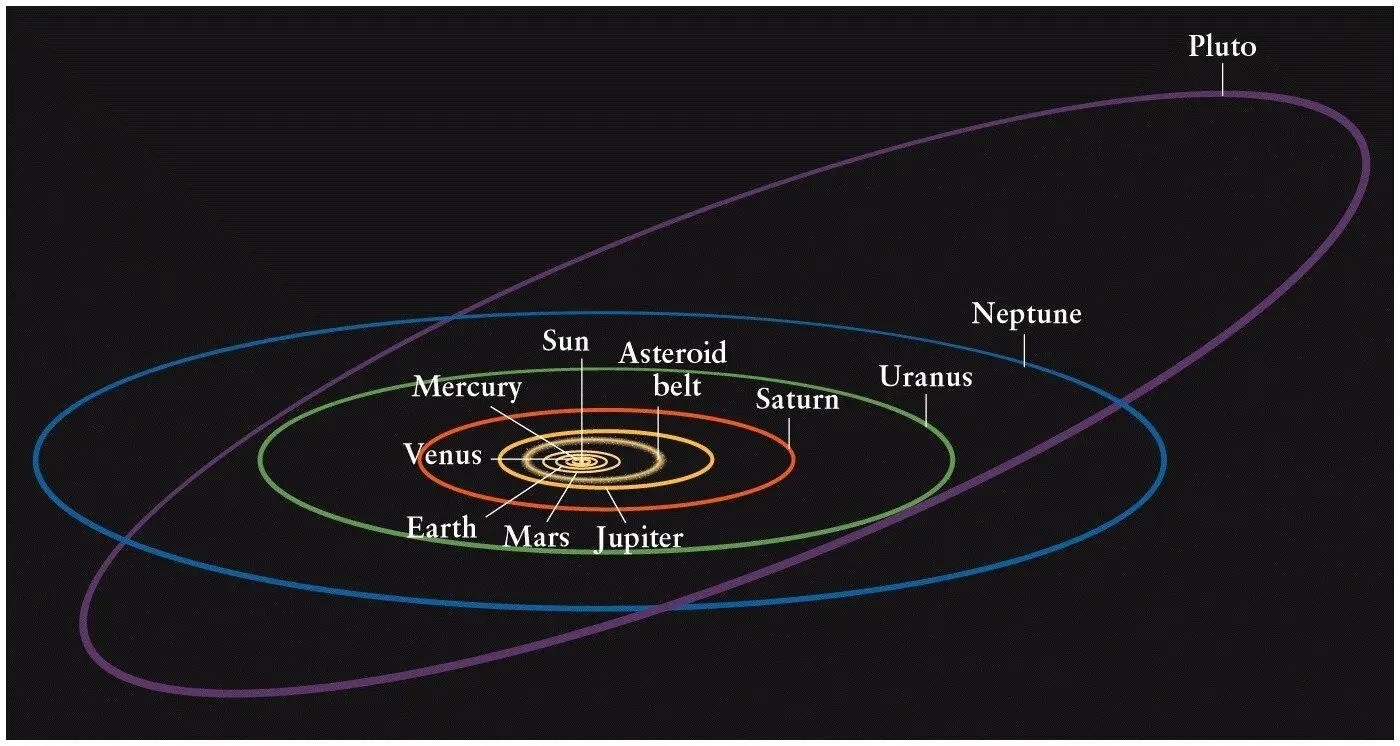 Pluto
Neptune
Sun
Asteroid
belt
Mercury
Uranus
Saturn
Venus
Earth
Mars
Jupiter